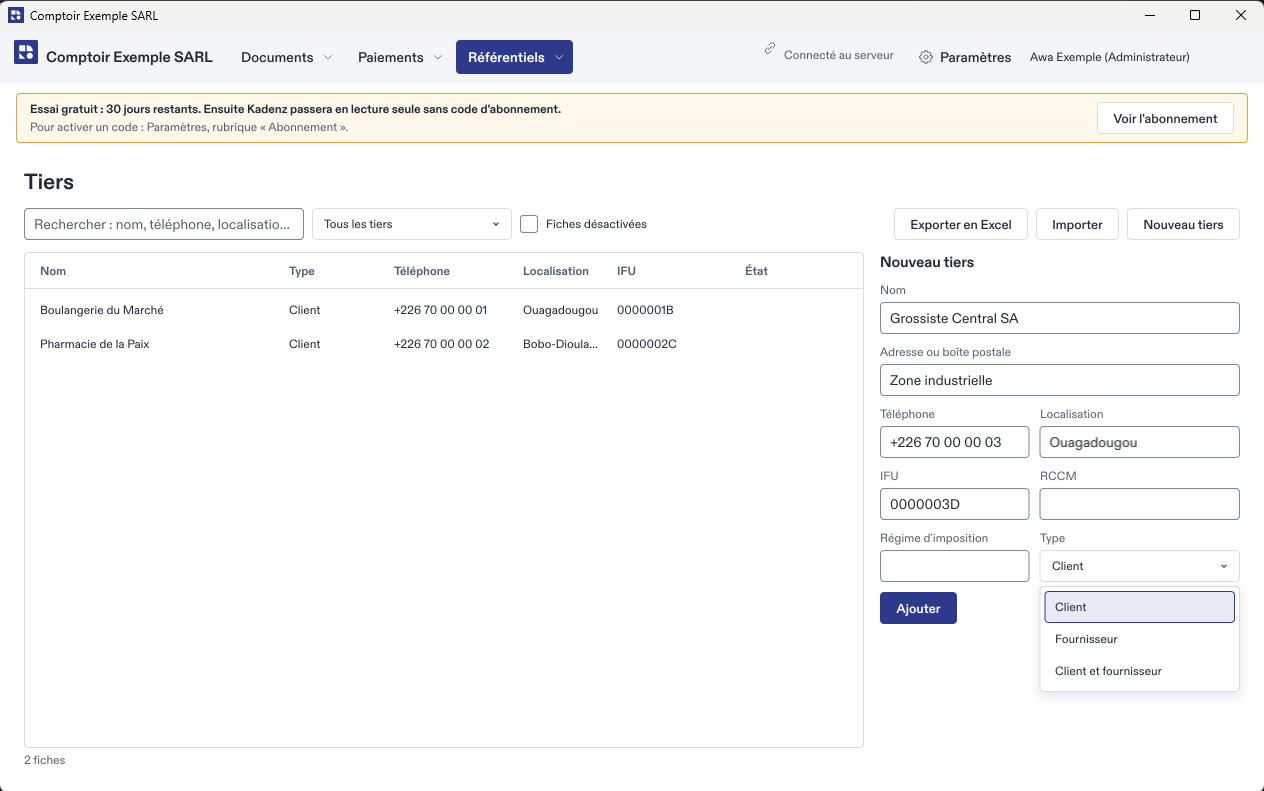 Comptoir Exemple SARL
Comptoir Exemple SARL
Documents
Paiements
Référentiels
Connecté au serveur
Paramètres
Awa Exemple (Administrateur)
Essai gratuit : 30 jours restants. Ensuite Kadenz passera en lecture seule sans code d'abonnement.
Pour activer un code : Paramètres, rubrique « Abonnement ».
Voir l'abonnement
Tiers
Rechercher : nom, téléphone, localisatio...
Tous les tiers
Fiches désactivées
Exporter en Excel
Importer
Nouveau tiers
Nom Type Téléphone Localisation IFU État
Boulangerie du Marché Client +226 70 00 00 01 Ouagadougou 0000001B
Pharmacie de la Paix Client +226 70 00 00 02 Bobo-Dioula... 0000002C
2 fiches
Nouveau tiers
Nom
Grossiste Central SA
Adresse ou boîte postale
Zone industrielle
Téléphone Localisation
+226 70 00 00 03 Ouagadougou
IFU RCCM
0000003D
Régime d'imposition Type
Client
Ajouter
Client
Fournisseur
Client et fournisseur